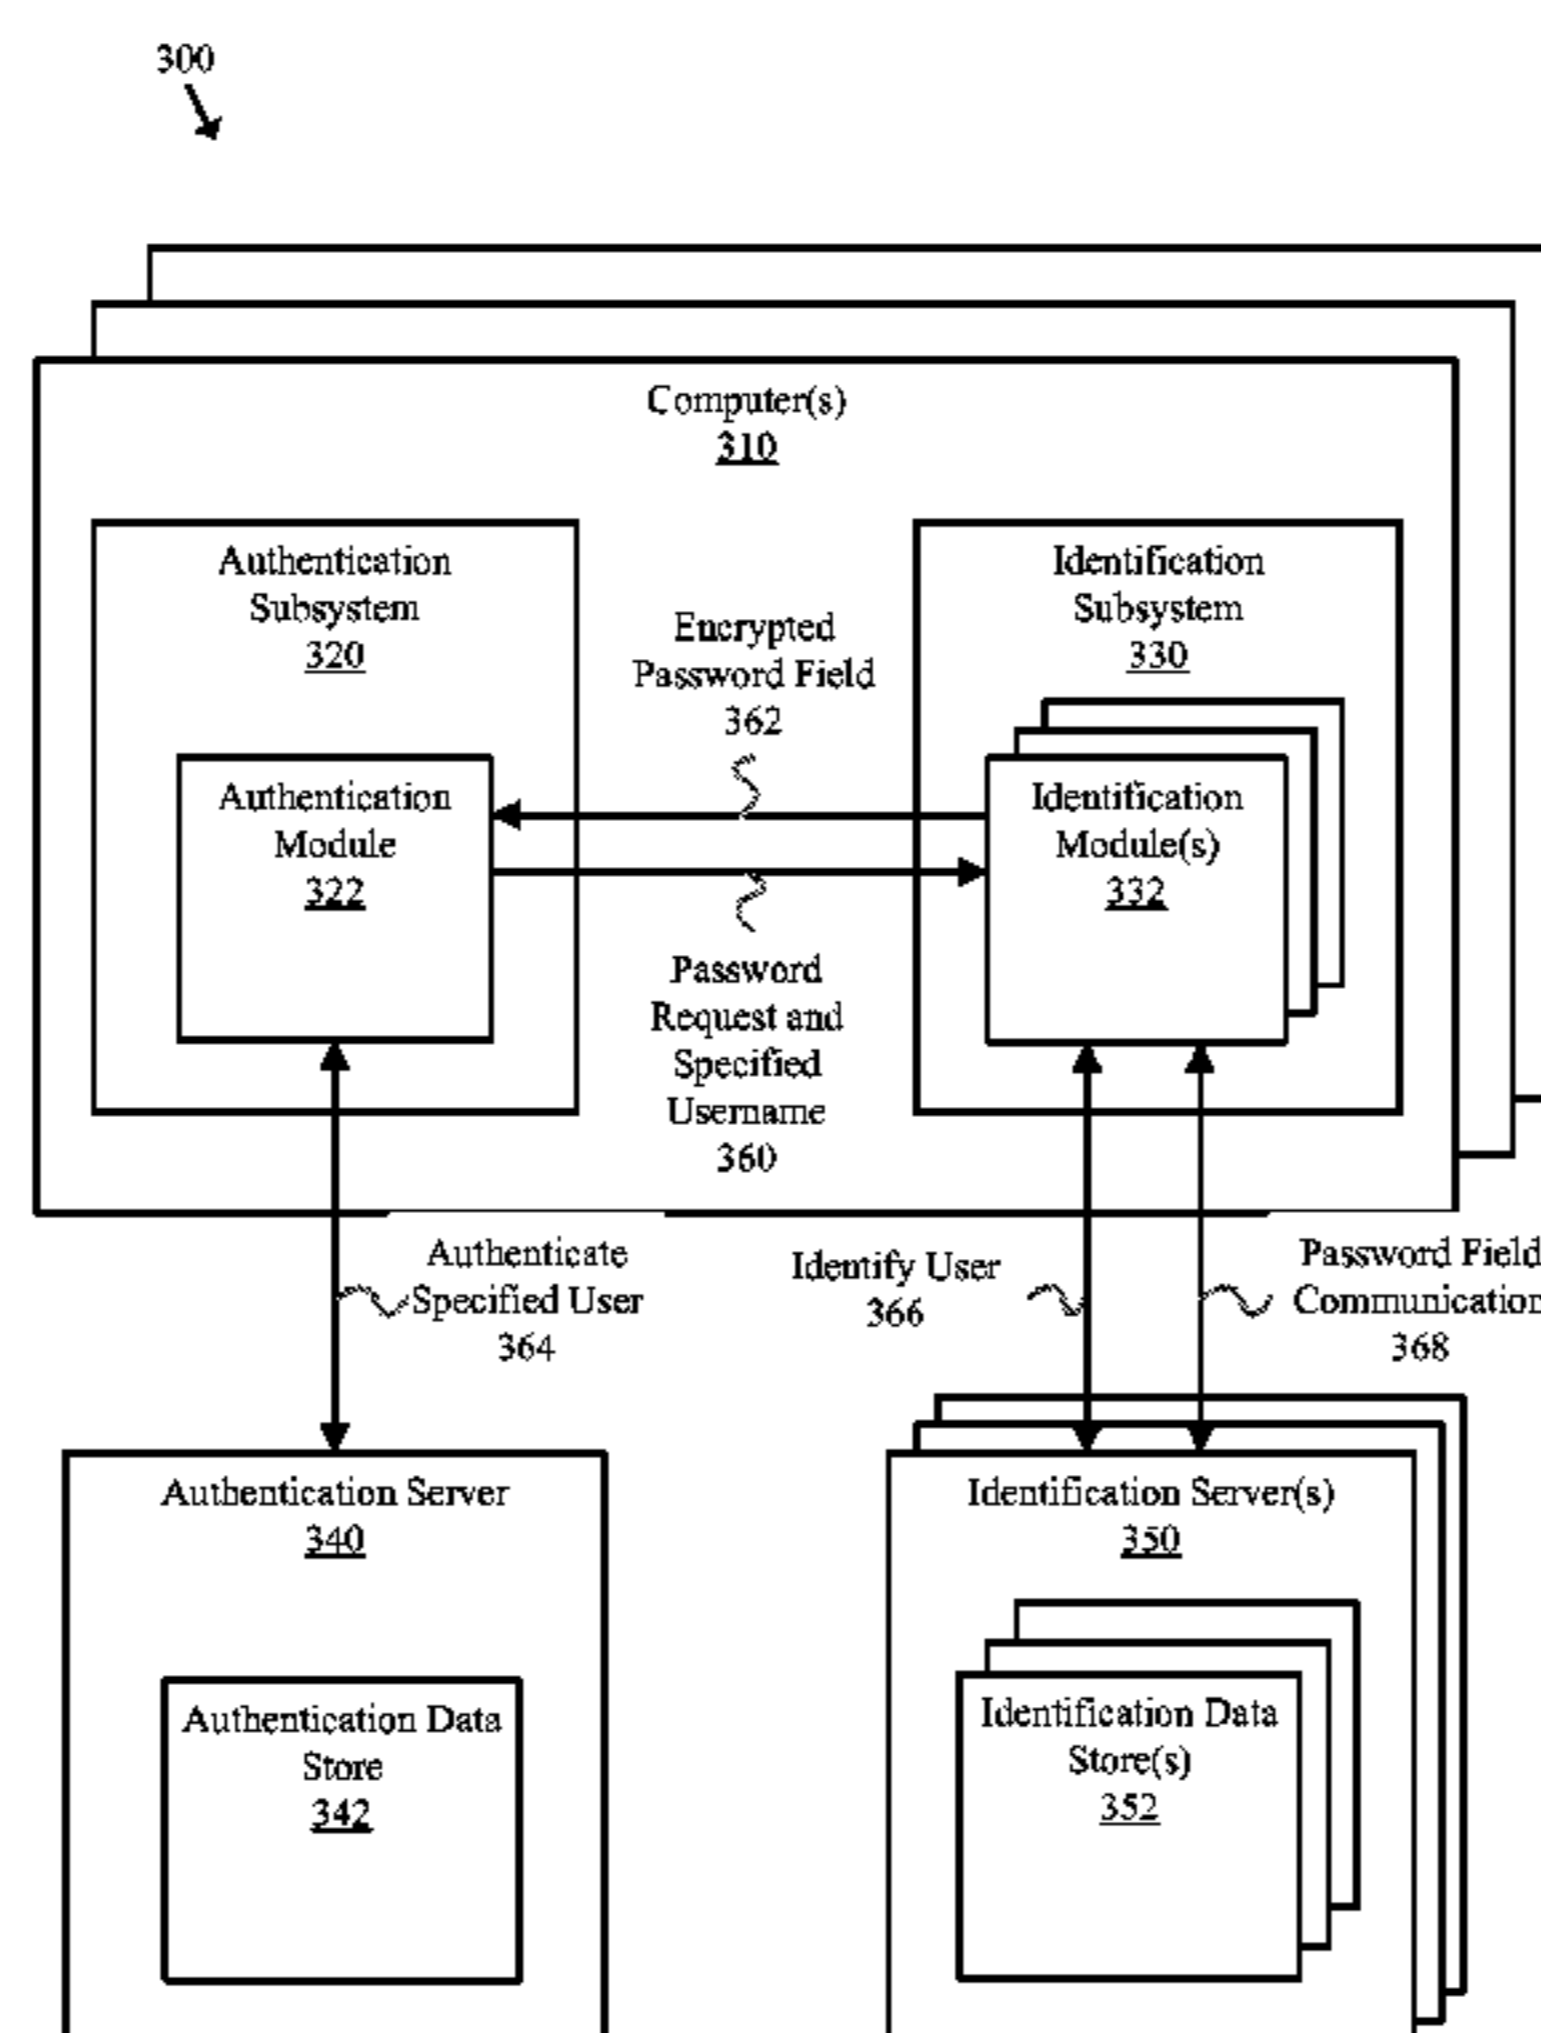 300
Computer(s)
310
Authentication
Subsystem
320
Identification
Subsystem
330
Encrypted
Password Field
362
Authentication
Module
322
Identification
Module(s)
332
Password
Request and
Specified
Username
360
Authenticate
Specified User
364
Identify User
366
Password Field
Communication
368
Authentication Server
340
Identification Server(s)
350
Authentication Data
Store
342
Identification Data
Store(s)
352